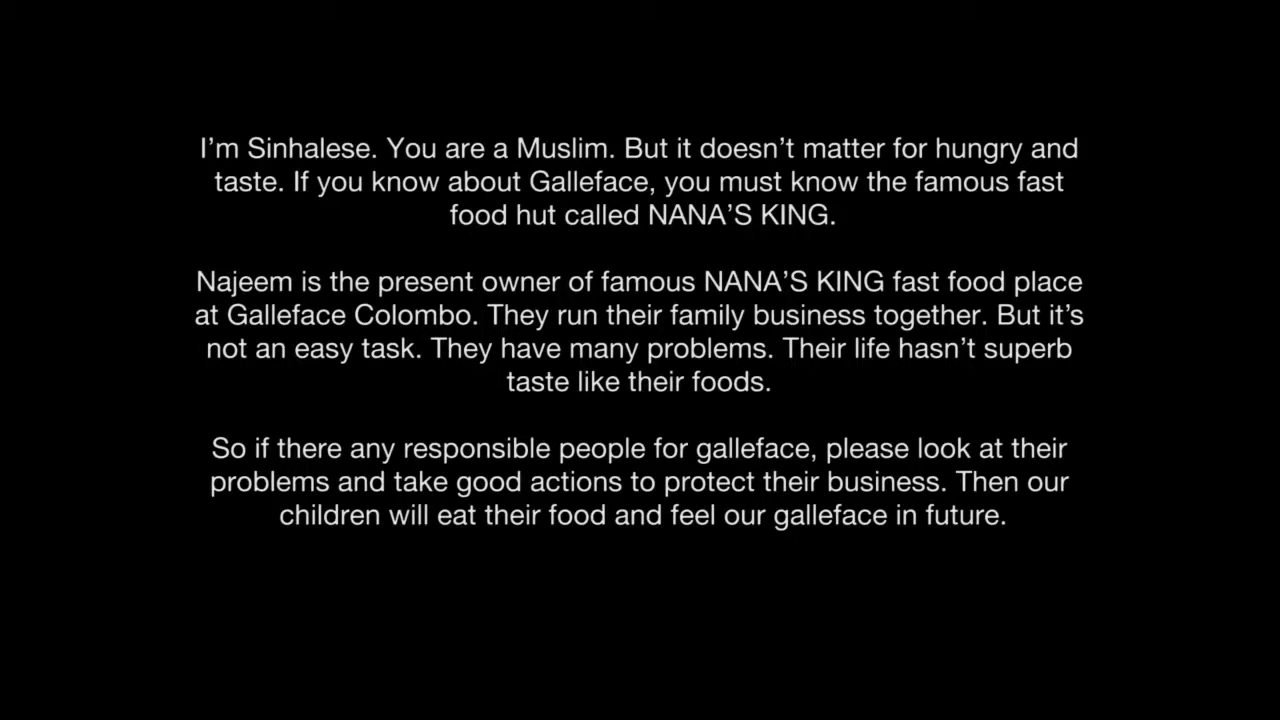 I’m Sinhalese. You are a Muslim. But it doesn’t matter for hungry and
taste. If you know about Galleface, you must know the famous fast
food hut called NANA’S KING.
Najeem is the present owner of famous NANA’S KING fast food place
at Galleface Colombo. They run their family business together. But it’s
not an easy task. They have many problems. Their life hasn’t superb
taste like their foods.
So if there any responsible people for galleface, please look at their
problems and take good actions to protect their business. Then our
children will eat their food and feel our galleface in future.